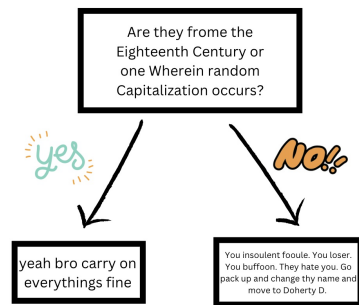 Are they frome the
Eighteenth Century or
one Wherein random
Capitalization occurs?
yes
NO!!
yeah bro carry on
everythings fine
You insoulent fooule. You loser.
You buffoon. They hate you. Go
pack up and change thy name and
move to Doherty D.